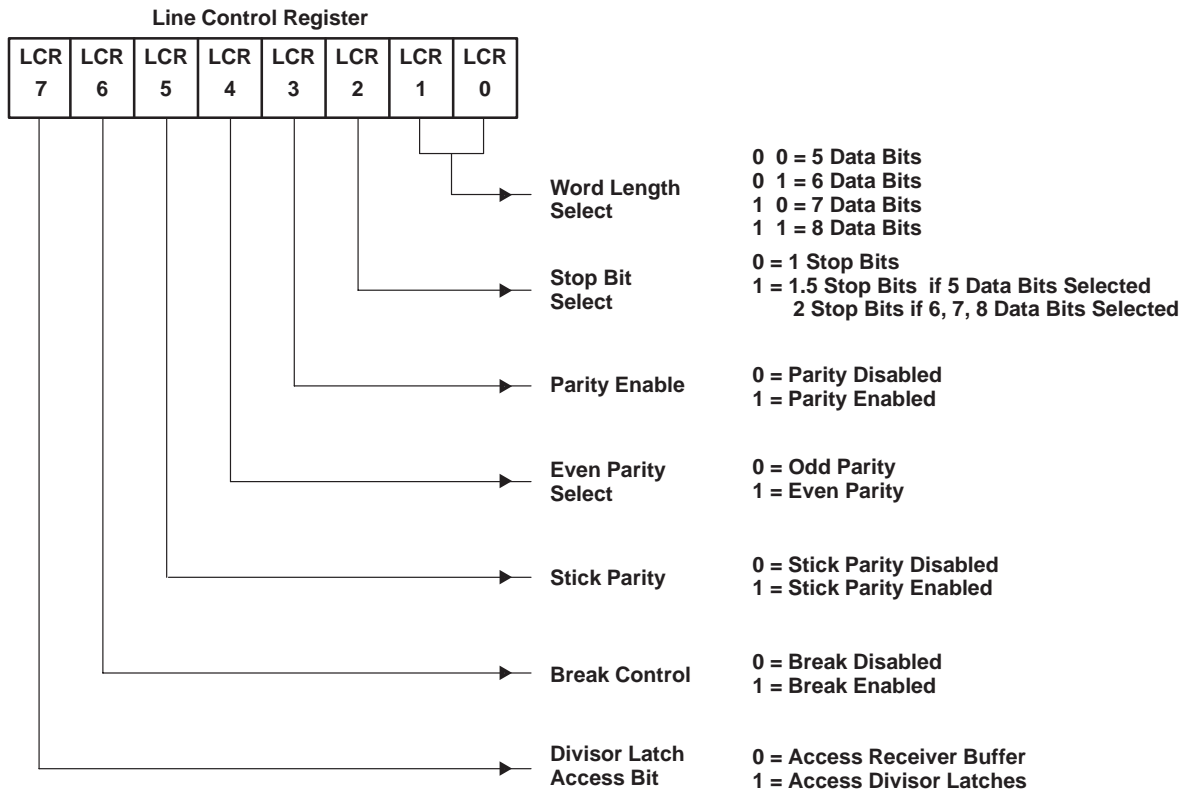 Line Control Register
LCR LCR LCR LCR LCR LCR LCR LCR
7 6 5 4 3 2 1 0
Word Length
Select
0 0 = 5 Data Bits
0 1 = 6 Data Bits
1 0 = 7 Data Bits
1 1 = 8 Data Bits
Stop Bit
Select
0 = 1 Stop Bits
1 = 1.5 Stop Bits if 5 Data Bits Selected
2 Stop Bits if 6, 7, 8 Data Bits Selected
Parity Enable
0 = Parity Disabled
1 = Parity Enabled
Even Parity
Select
0 = Odd Parity
1 = Even Parity
Stick Parity
0 = Stick Parity Disabled
1 = Stick Parity Enabled
Break Control
0 = Break Disabled
1 = Break Enabled
Divisor Latch
Access Bit
0 = Access Receiver Buffer
1 = Access Divisor Latches